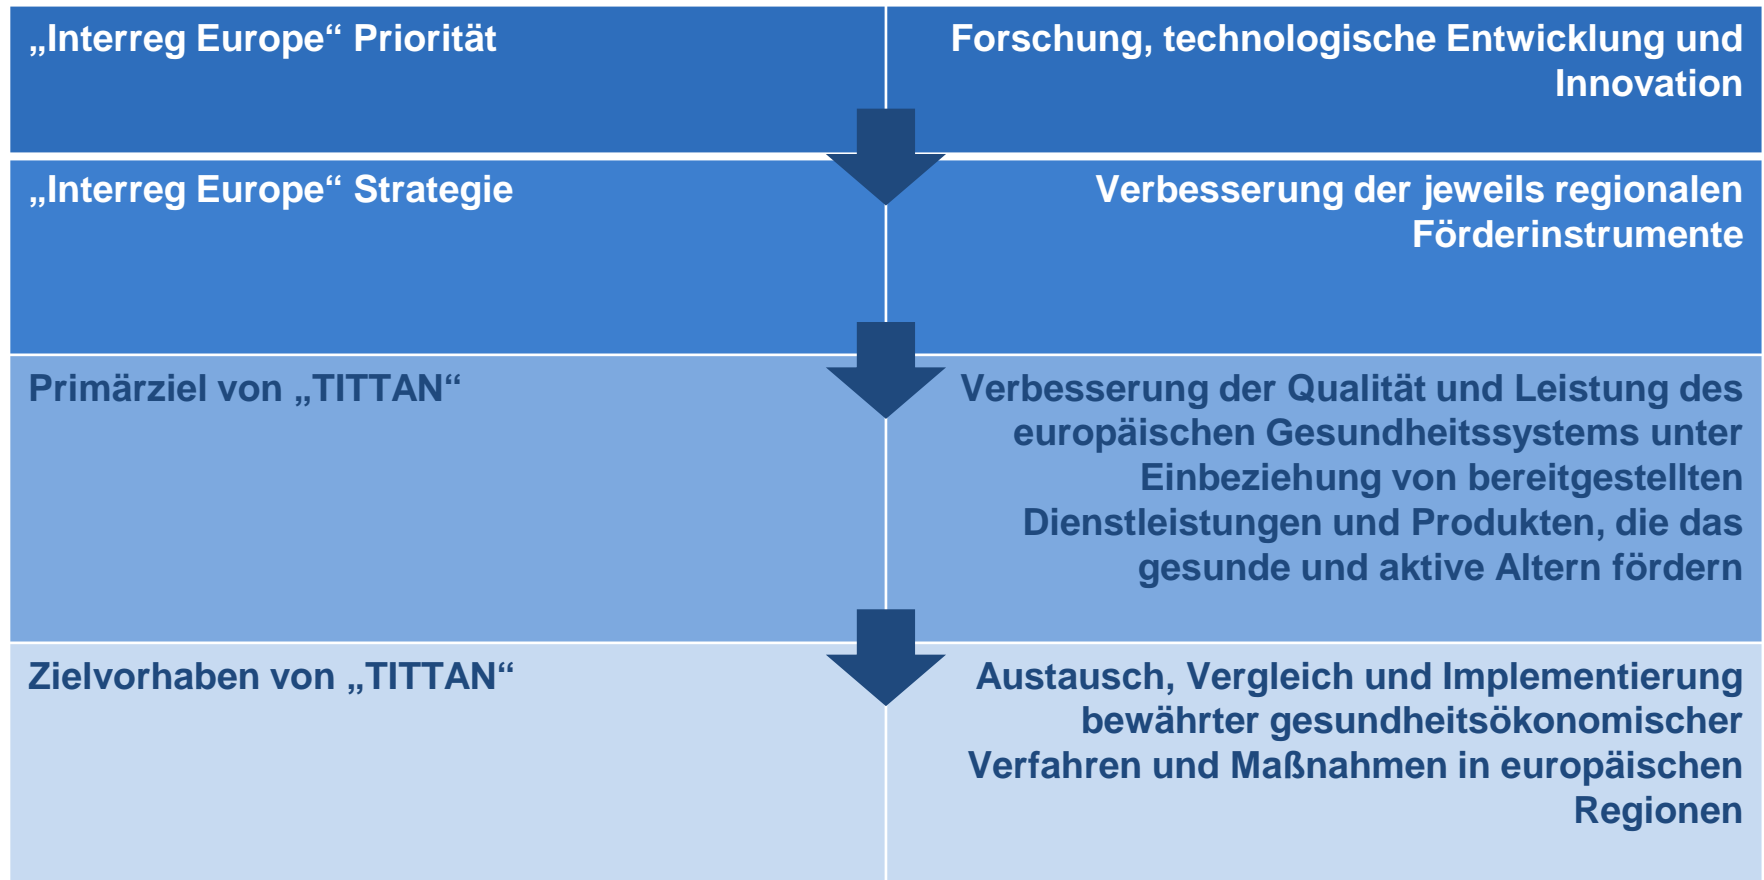 „Interreg Europe“ Priorität
Forschung, technologische Entwicklung und
Innovation
„Interreg Europe“ Strategie
Verbesserung der jeweils regionalen
Förderinstrumente
Primärziel von „TITTAN“
Verbesserung der Qualität und Leistung des
europäischen Gesundheitssystems unter
Einbeziehung von bereitgestellten
Dienstleistungen und Produkten, die das
gesunde und aktive Altern fördern
Zielvorhaben von „TITTAN“
Austausch, Vergleich und Implementierung
bewährter gesundheitsökonomischer
Verfahren und Maßnahmen in europäischen
Regionen